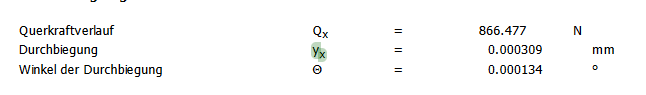 Querkraftverlauf Qx = 866.477 N
Durchbiegung yx = 0.000309 mm
Winkel der Durchbiegung Θ = 0.000134 °